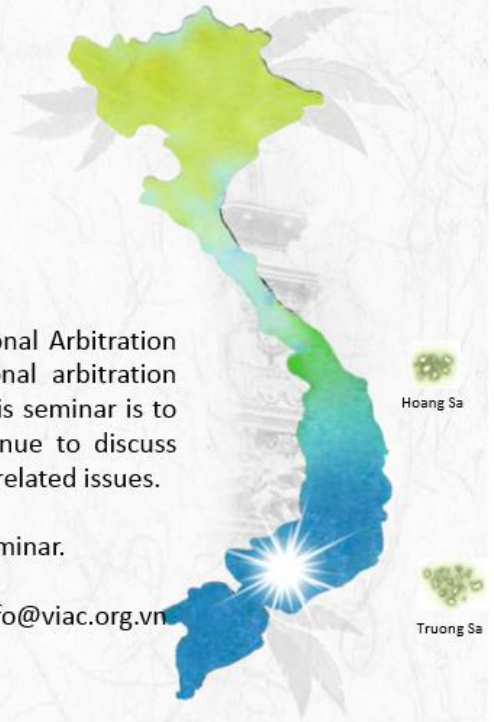 onal Arbitration
onal arbitration
is seminar is to
nue to discuss
related issues.
minar.
fo@viac.org.vn
Hoang Sa
Truong Sa